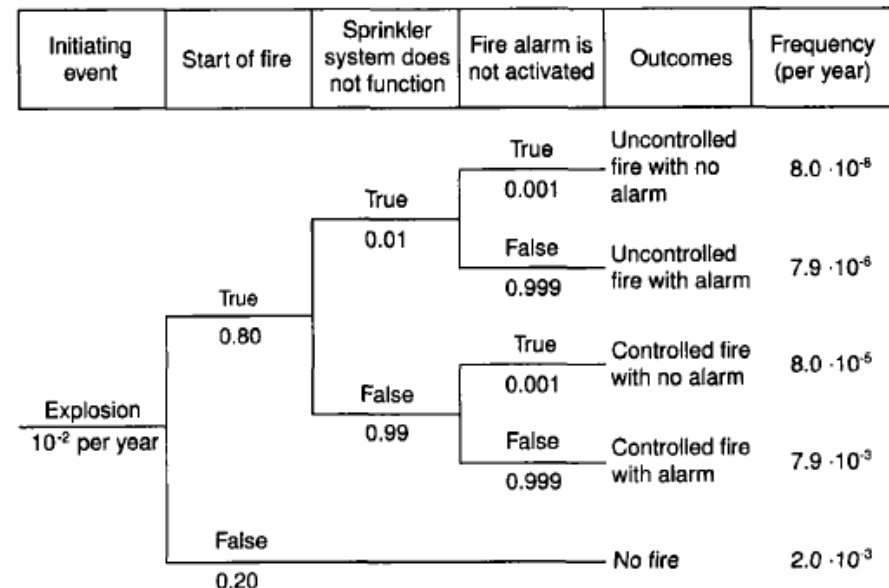 Initiating
event
Start of fire
Sprinkler
system does
not function
Fire alarm is
not activated
Outcomes
Frequency
(per year)
True
0.001
Uncontrolled
fire with no
alarm
8.0 · 10⁻⁸
True
0.01
False
0.999
Uncontrolled
fire with alarm
7.9 · 10⁻⁶
True
0.80
True
0.001
Controlled fire
with no alarm
8.0 · 10⁻⁵
False
0.99
Explosion
10⁻² per year
False
0.999
Controlled fire
with alarm
7.9 · 10⁻³
False
0.20
No fire
2.0 · 10⁻³